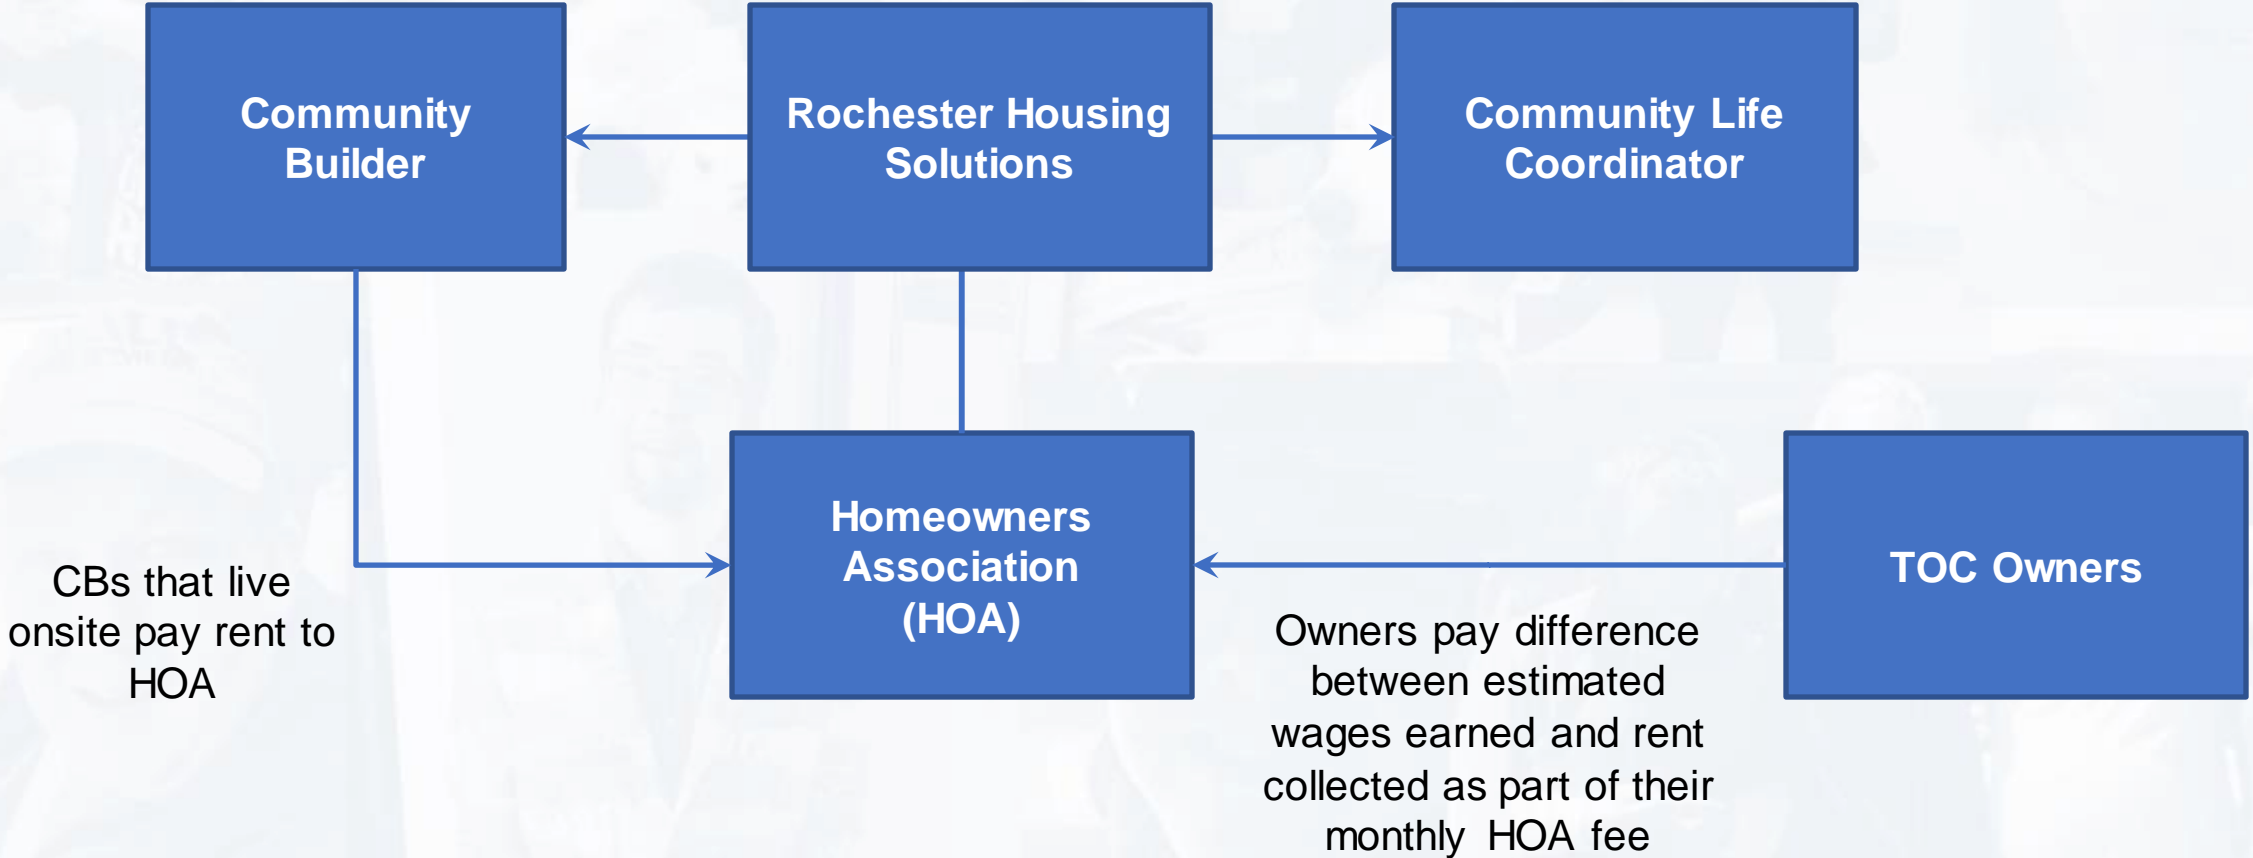 Community
Builder
Rochester Housing
Solutions
Community Life
Coordinator
Homeowners
Association
(HOA)
TOC Owners
CBs that live
onsite pay rent to
HOA
Owners pay difference
between estimated
wages earned and rent
collected as part of their
monthly HOA fee